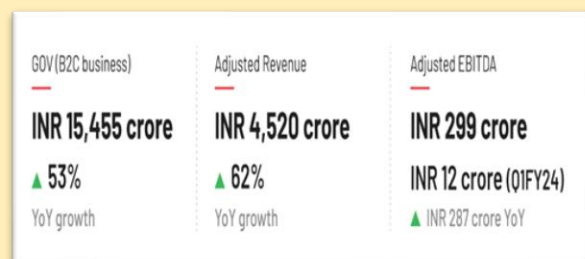 GOV (B2C business)
INR 15,455 crore
▲ 53%
YoY growth
Adjusted Revenue
INR 4,520 crore
▲ 62%
YoY growth
Adjusted EBITDA
INR 299 crore
INR 12 crore (Q1FY24)
▲ INR 287 crore YoY